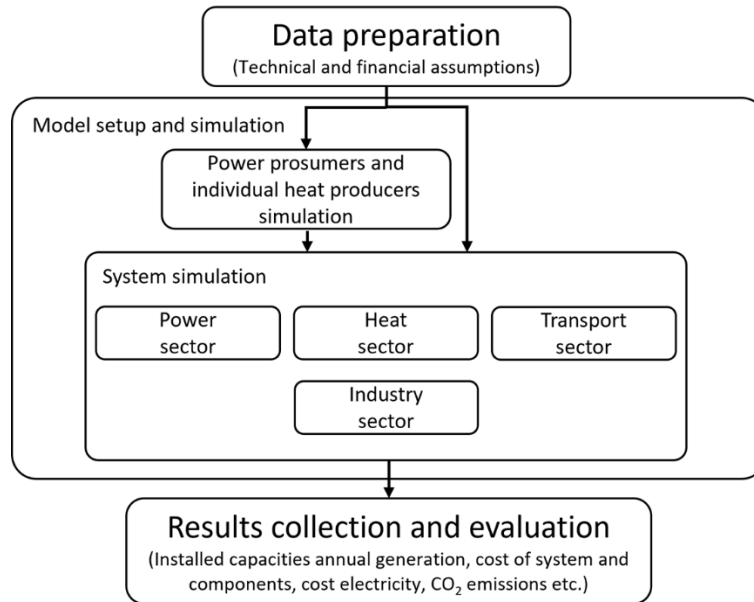 Data preparation
(Technical and financial assumptions)
Model setup and simulation
Power prosumers and
individual heat producers
simulation
System simulation
Power
sector
Heat
sector
Transport
sector
Industry
sector
Results collection and evaluation
(Installed capacities annual generation, cost of system and
components, cost electricity, CO₂ emissions etc.)